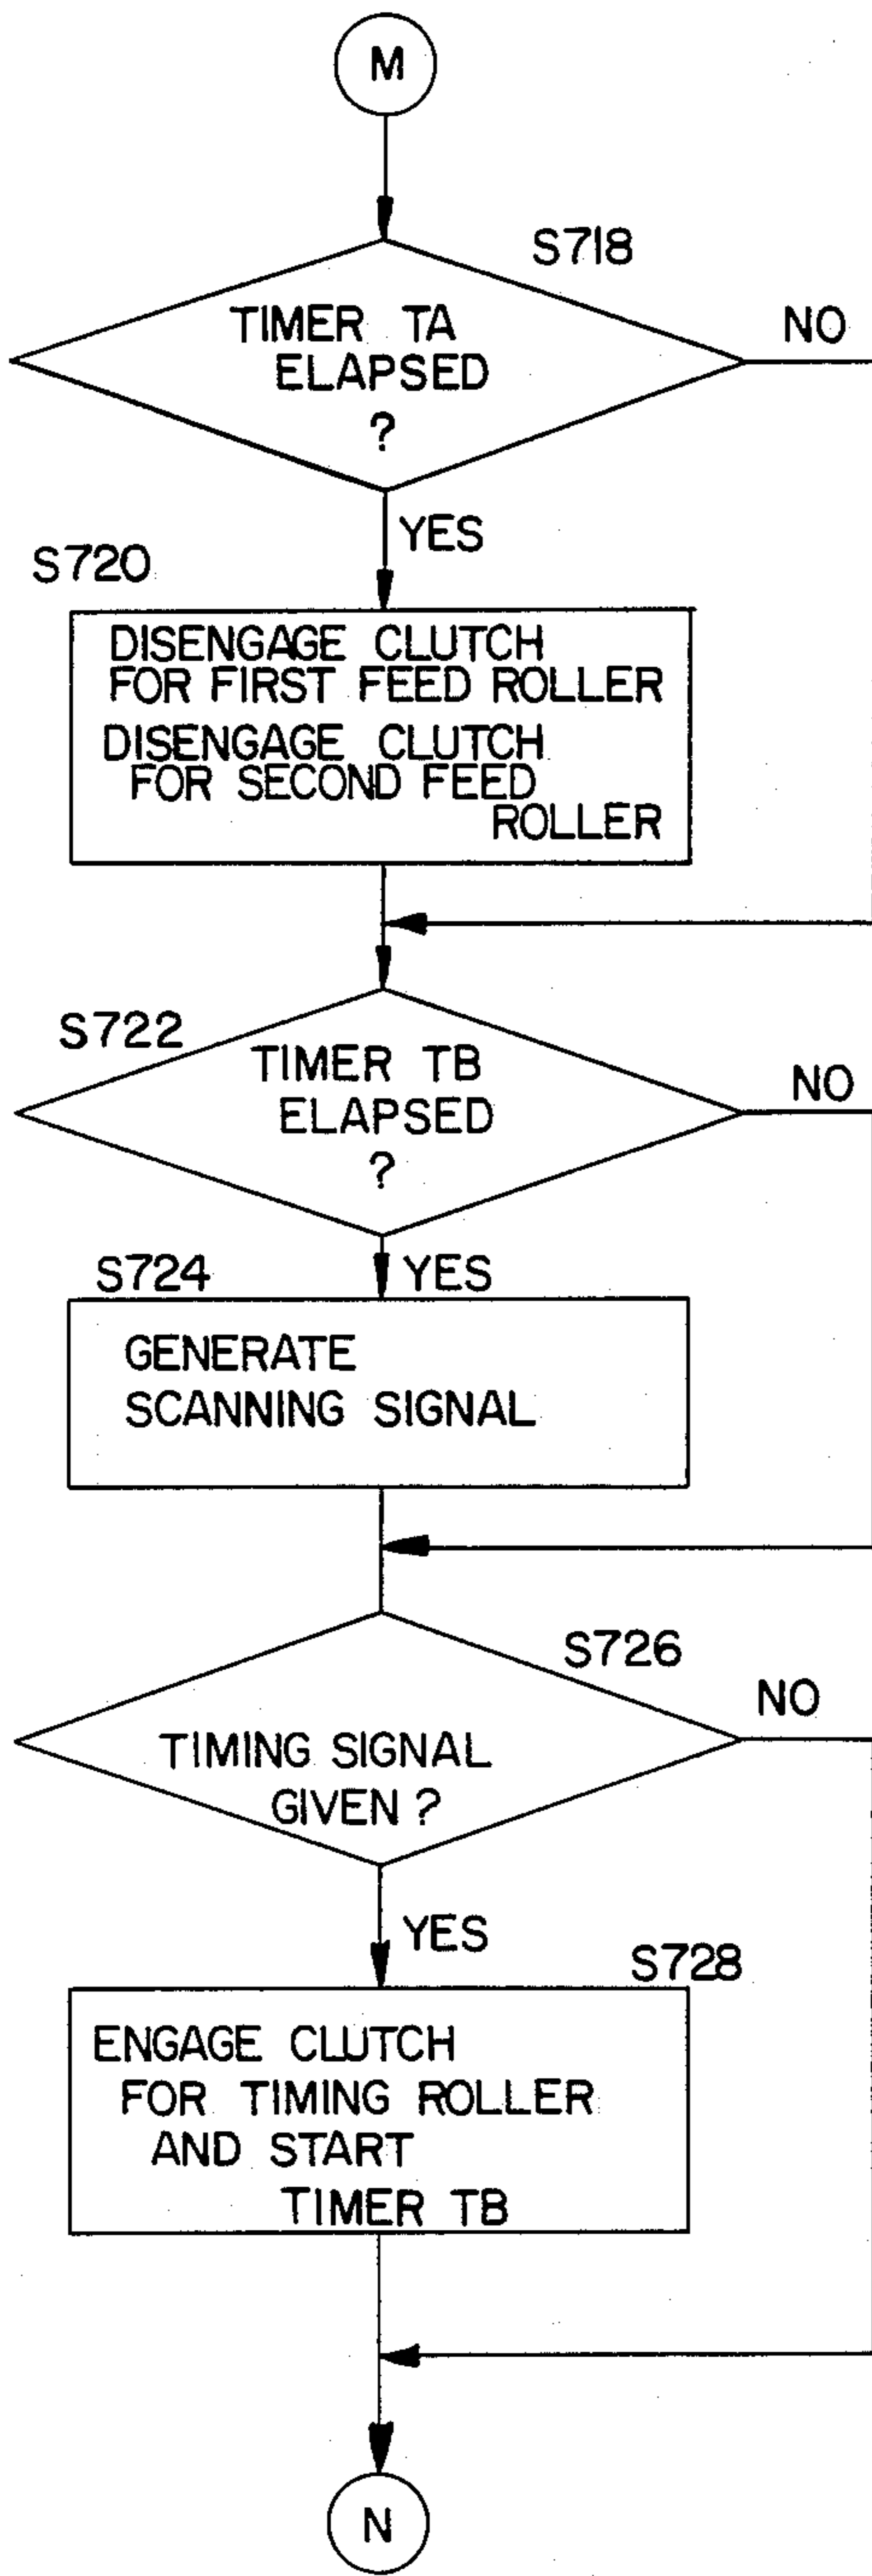 M
S718
TIMER TA
ELAPSED
?
NO
YES
S720
DISENGAGE CLUTCH
FOR FIRST FEED ROLLER
DISENGAGE CLUTCH
FOR SECOND FEED
ROLLER
S722
TIMER TB
ELAPSED
?
NO
YES
S724
GENERATE
SCANNING SIGNAL
S726
TIMING SIGNAL
GIVEN ?
NO
YES
S728
ENGAGE CLUTCH
FOR TIMING ROLLER
AND START
TIMER TB
N